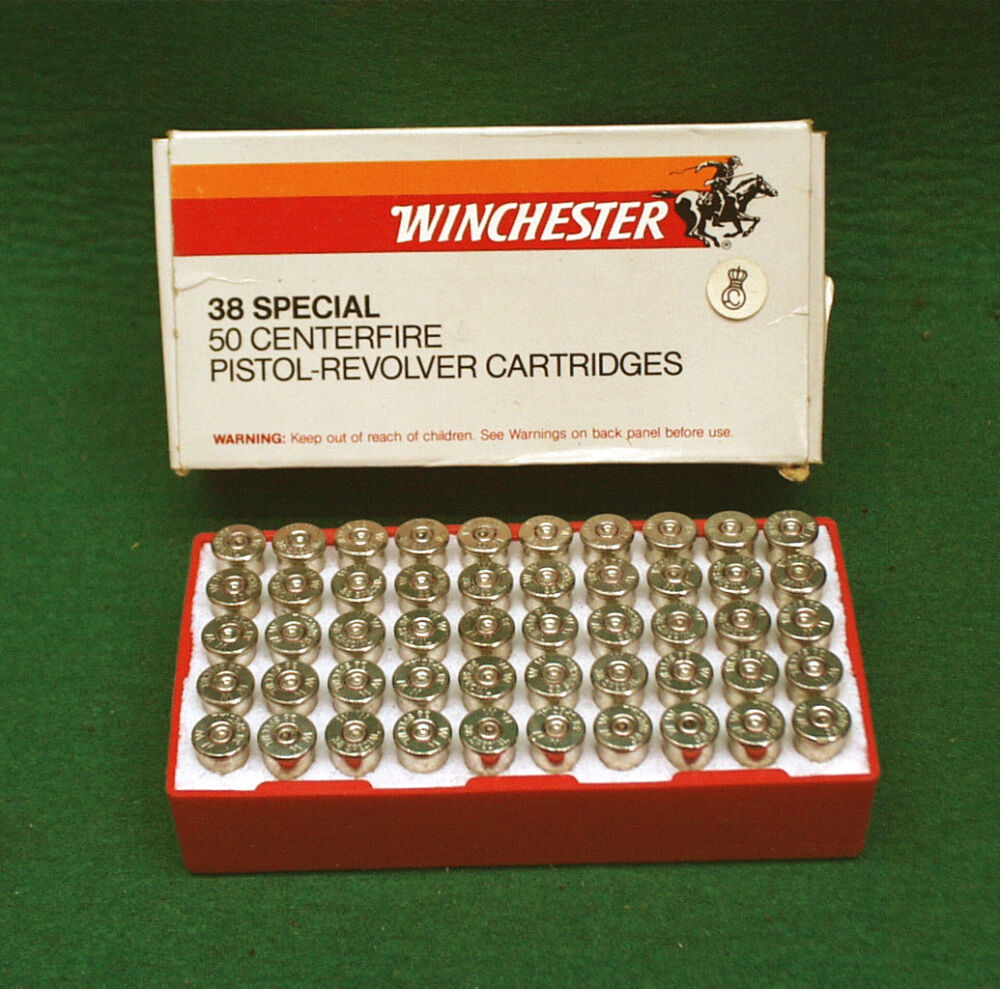 WINCHESTER
®
38 SPECIAL
50 CENTERFIRE
PISTOL-REVOLVER CARTRIDGES
C
WARNING: Keep out of reach of children. See Warnings on back panel before use.